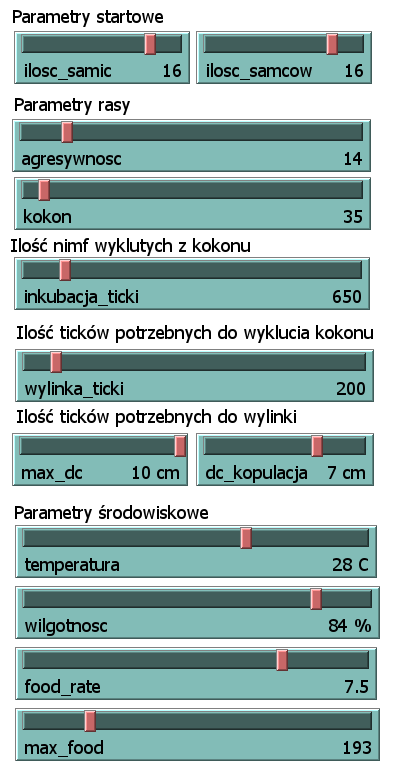 Parametry startowe
ilosc_samic 16 ilosc_samcow 16
Parametry rasy
agresywnosc 14
kokon 35
Ilość nimf wyklutych z kokonu
inkubacja_ticki 650
Ilość ticków potrzebnych do wyklucia kokonu
wylinka_ticki 200
Ilość ticków potrzebnych do wylinki
max_dc 10 cm dc_kopulacja 7 cm
Parametry środowiskowe
temperatura 28 C
wilgotnosc 84 %
food_rate 7.5
max_food 193